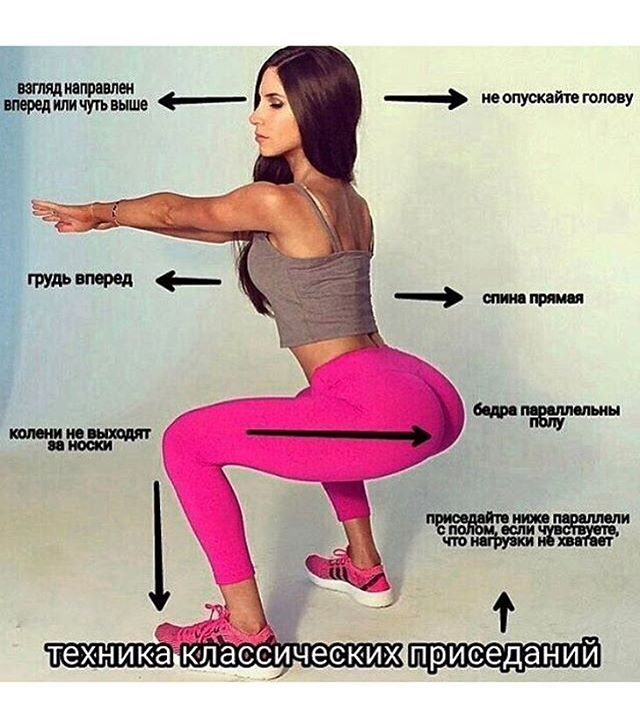 взгляд направлен
вперед или чуть выше
не опускайте голову
грудь вперед
спина прямая
бедра параллельны
полу
колени не выходят
за носки
приседайте ниже параллели
с полом, если чувствуете,
что нагрузки не хватает
техника классических приседаний